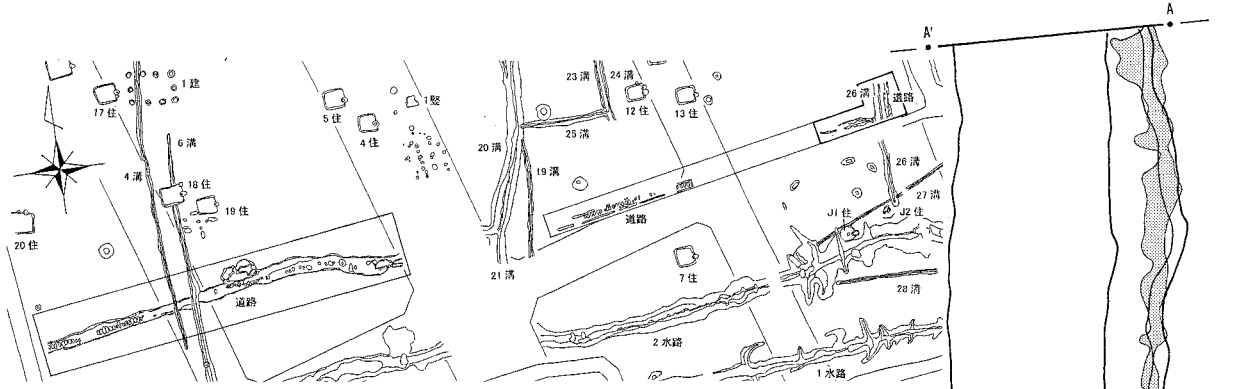 A
A'
1建
17住
5住
1竪
4住
6溝
4溝
18住
19住
20住
道路
23溝
24溝
12住
13住
26溝
道路
25溝
20溝
19溝
道路
26溝
27溝
J1住
J2住
21溝
7住
28溝
2水路
1水路